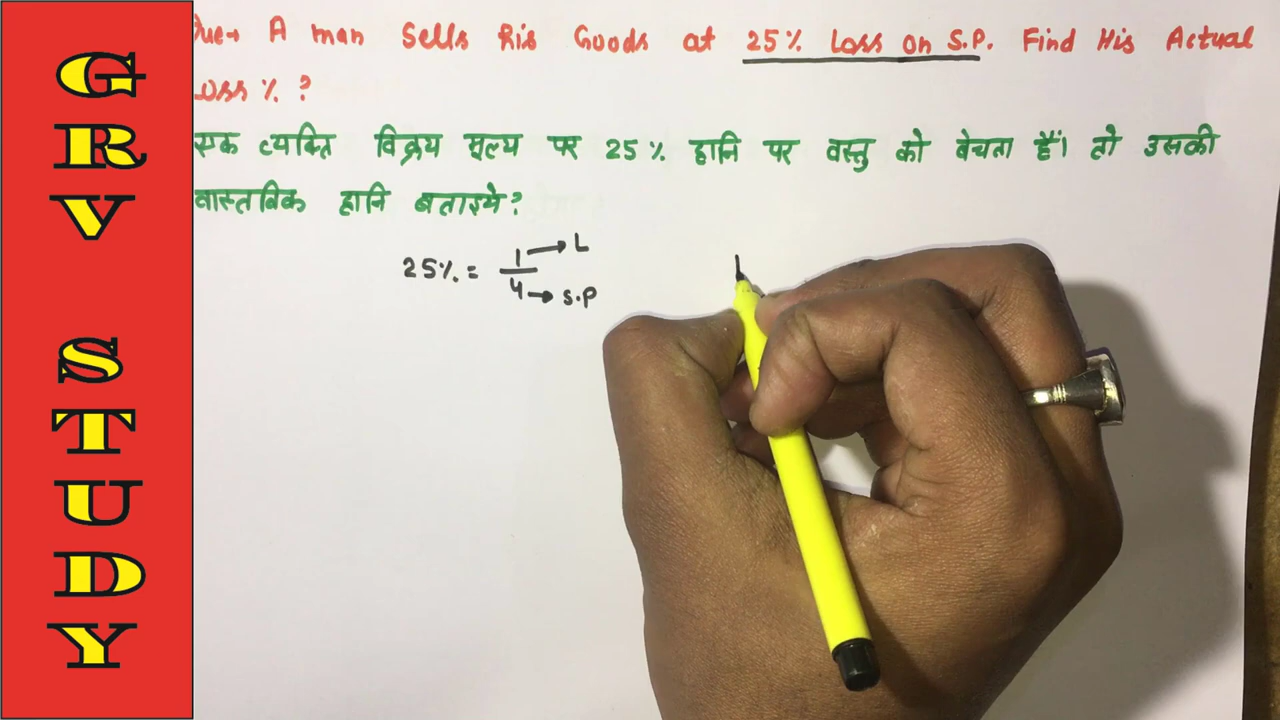 GRV STUDY
Que→ A man Sells his Goods at 25% Loss on S.P. Find His Actual
Loss % ?
एक व्यक्ति विक्रय मूल्य पर 25% हानि पर वस्तु को बेचता हैं। तो उसकी
वास्तविक हानि बताइये?
25% = 1/4
→ L
→ S.P